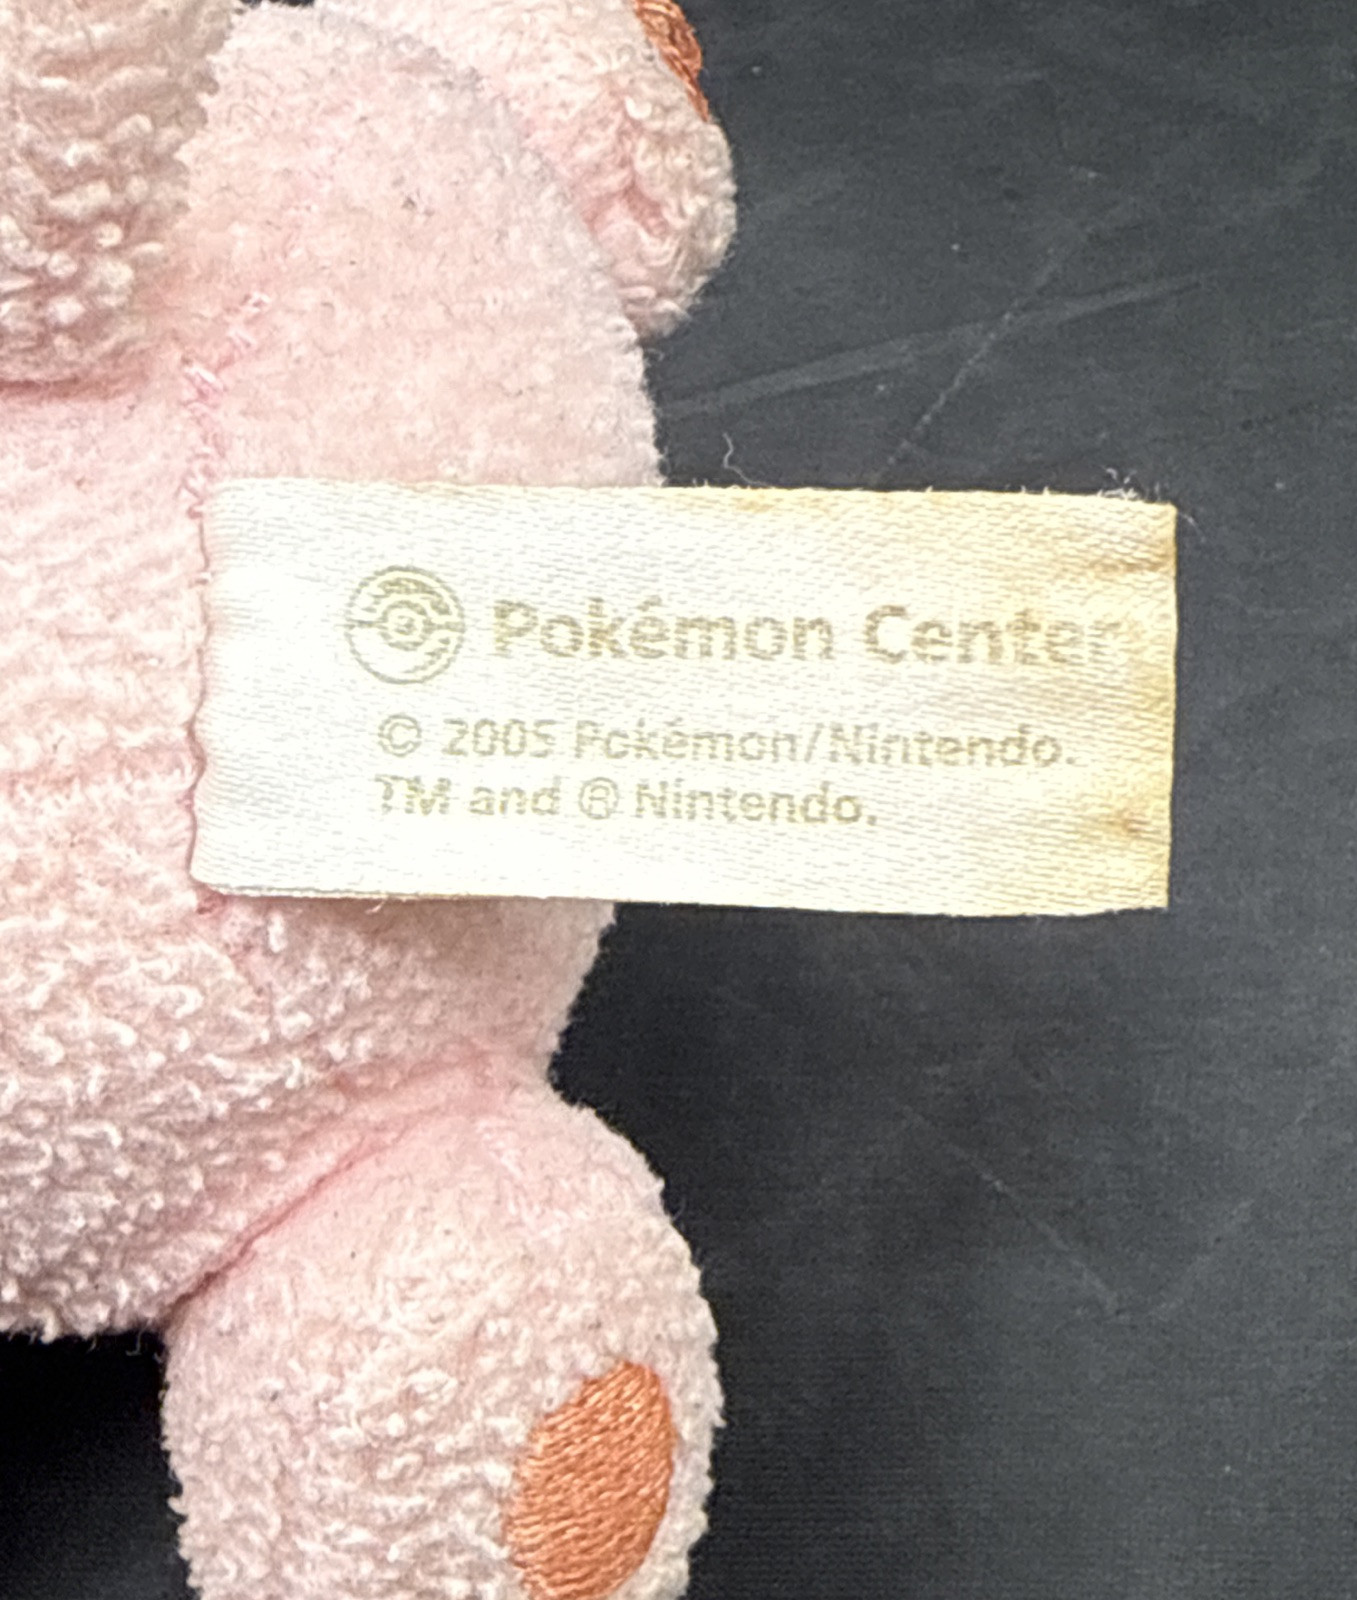 Pokémon Center
© 2005 Pokémon/Nintendo.
TM and ® Nintendo.